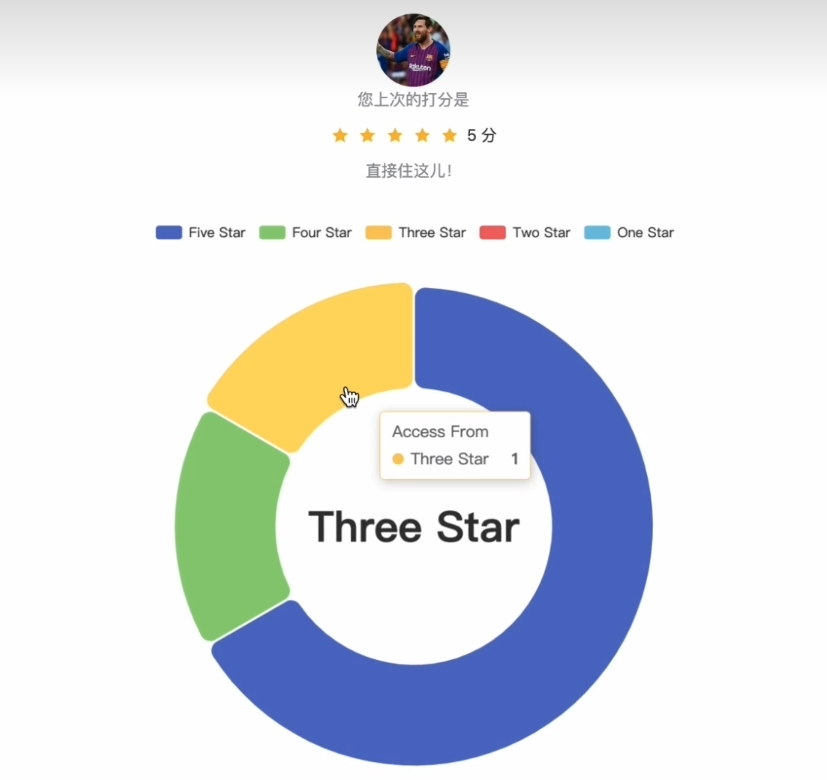 Rakuten
您上次的打分是
5 分
直接住这儿!
Five Star Four Star Three Star Two Star One Star
Access From
Three Star 1
Three Star